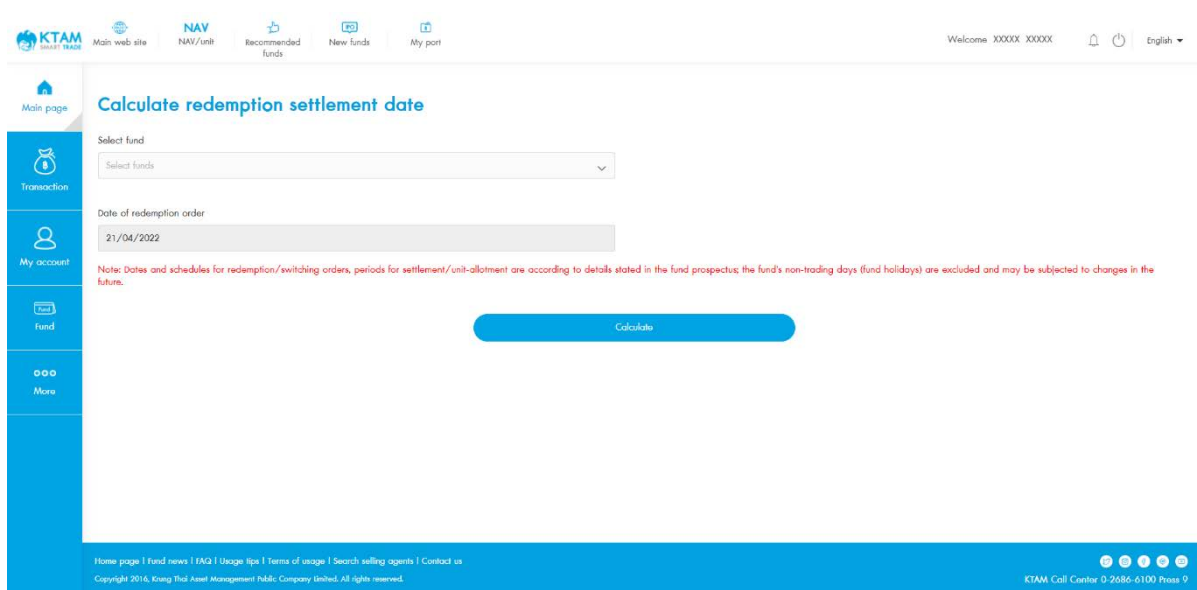 KTAM
SMART TRADE
Main web site
NAV
NAV/unit
Recommended
funds
New funds
My port
Welcome XXXXX XXXXX
English
Main page
Transaction
My account
Fund
Fund
More
Calculate redemption settlement date
Select fund
Select funds
Date of redemption order
21/04/2022
Note: Dates and schedules for redemption/switching orders, periods for settlement/unit-allotment are according to details stated in the fund prospectus; the fund's non-trading days (fund holidays) are excluded and may be subjected to changes in the
future.
Calculate
Home page | Fund news | FAQ | Usage tips | Terms of usage | Search selling agents | Contact us
Copyright 2016, Krung Thai Asset Management Public Company Limited. All rights reserved.
KTAM Call Center 0-2686-6100 Press 9